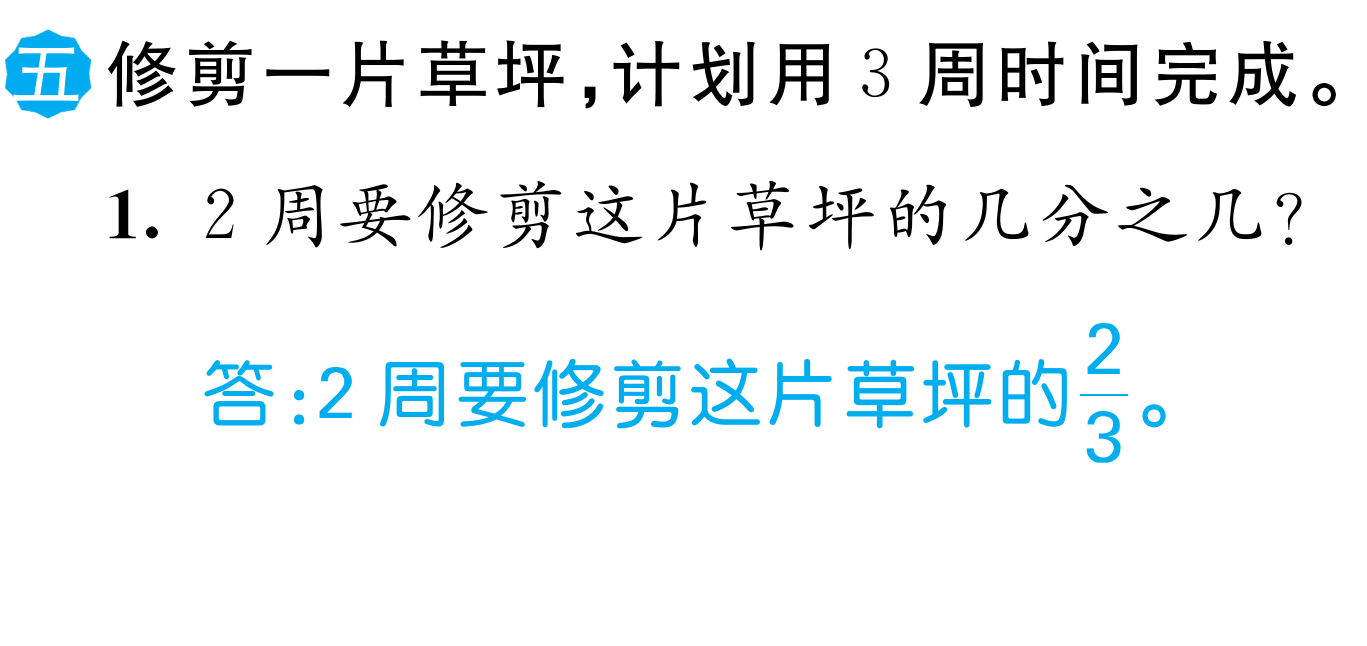 五 修剪一片草坪,计划用 3 周时间完成。
1. 2 周要修剪这片草坪的几分之几?
答:2 周要修剪这片草坪的2/3。